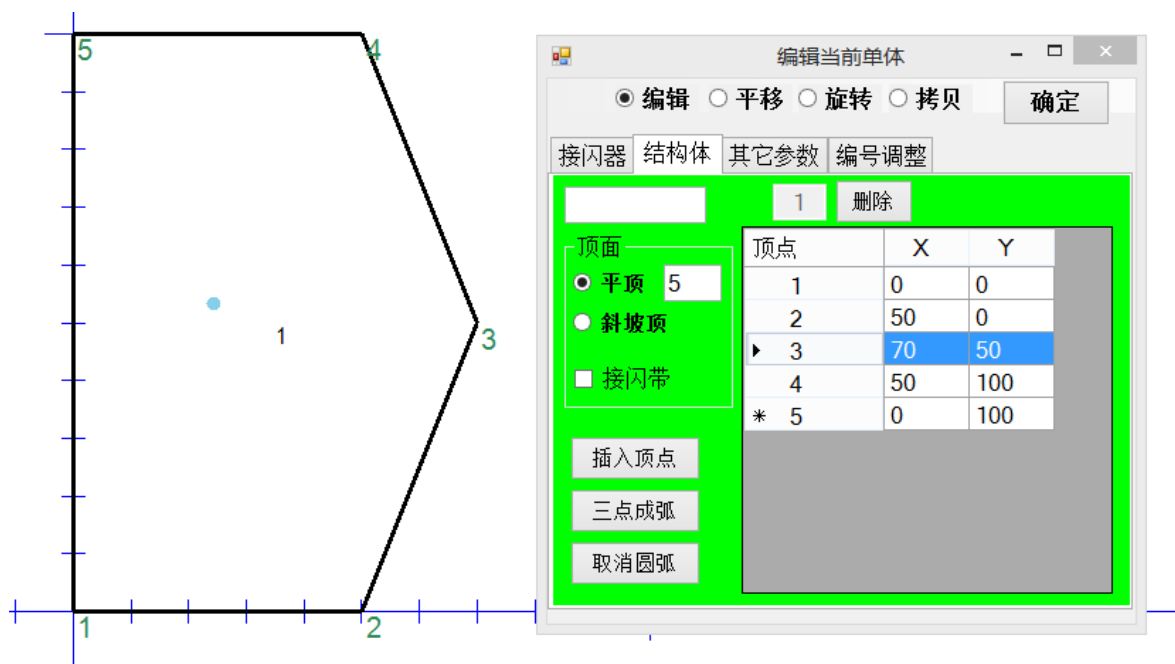 5
4
3
1
1
2
编辑当前单体
编辑 平移 旋转 拷贝 确定
接闪器 结构体 其它参数 编号调整
1 删除
顶面
平顶 5
斜坡顶
接闪带
插入顶点
三点成弧
取消圆弧
顶点 X Y
1 0 0
2 50 0
3 70 50
4 50 100
* 5 0 100